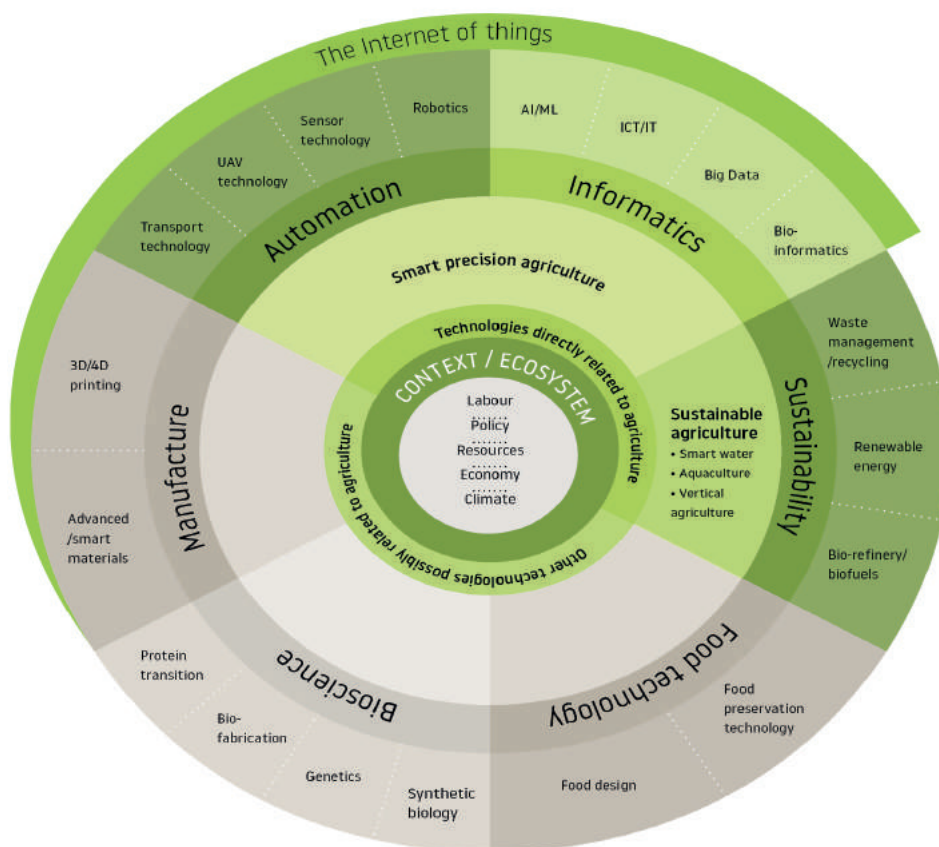 The Internet of things
Robotics
AI/ML
Sensor
technology
ICT/IT
UAV
technology
Big Data
Transport
technology
Bio-
informatics
Automation
Informatics
Smart precision agriculture
Technologies directly related to agriculture
CONTEXT / ECOSYSTEM
Labour
Policy
Resources
Economy
Climate
Other technologies possibly related to agriculture
Sustainable
agriculture
• Smart water
• Aquaculture
• Vertical
agriculture
Sustainability
Waste
management
/recycling
Renewable
energy
Bio-refinery/
biofuels
3D/4D
printing
Manufacture
Advanced
/smart
materials
Bioscience
Food technology
Protein
transition
Bio-
fabrication
Genetics
Synthetic
biology
Food design
Food
preservation
technology